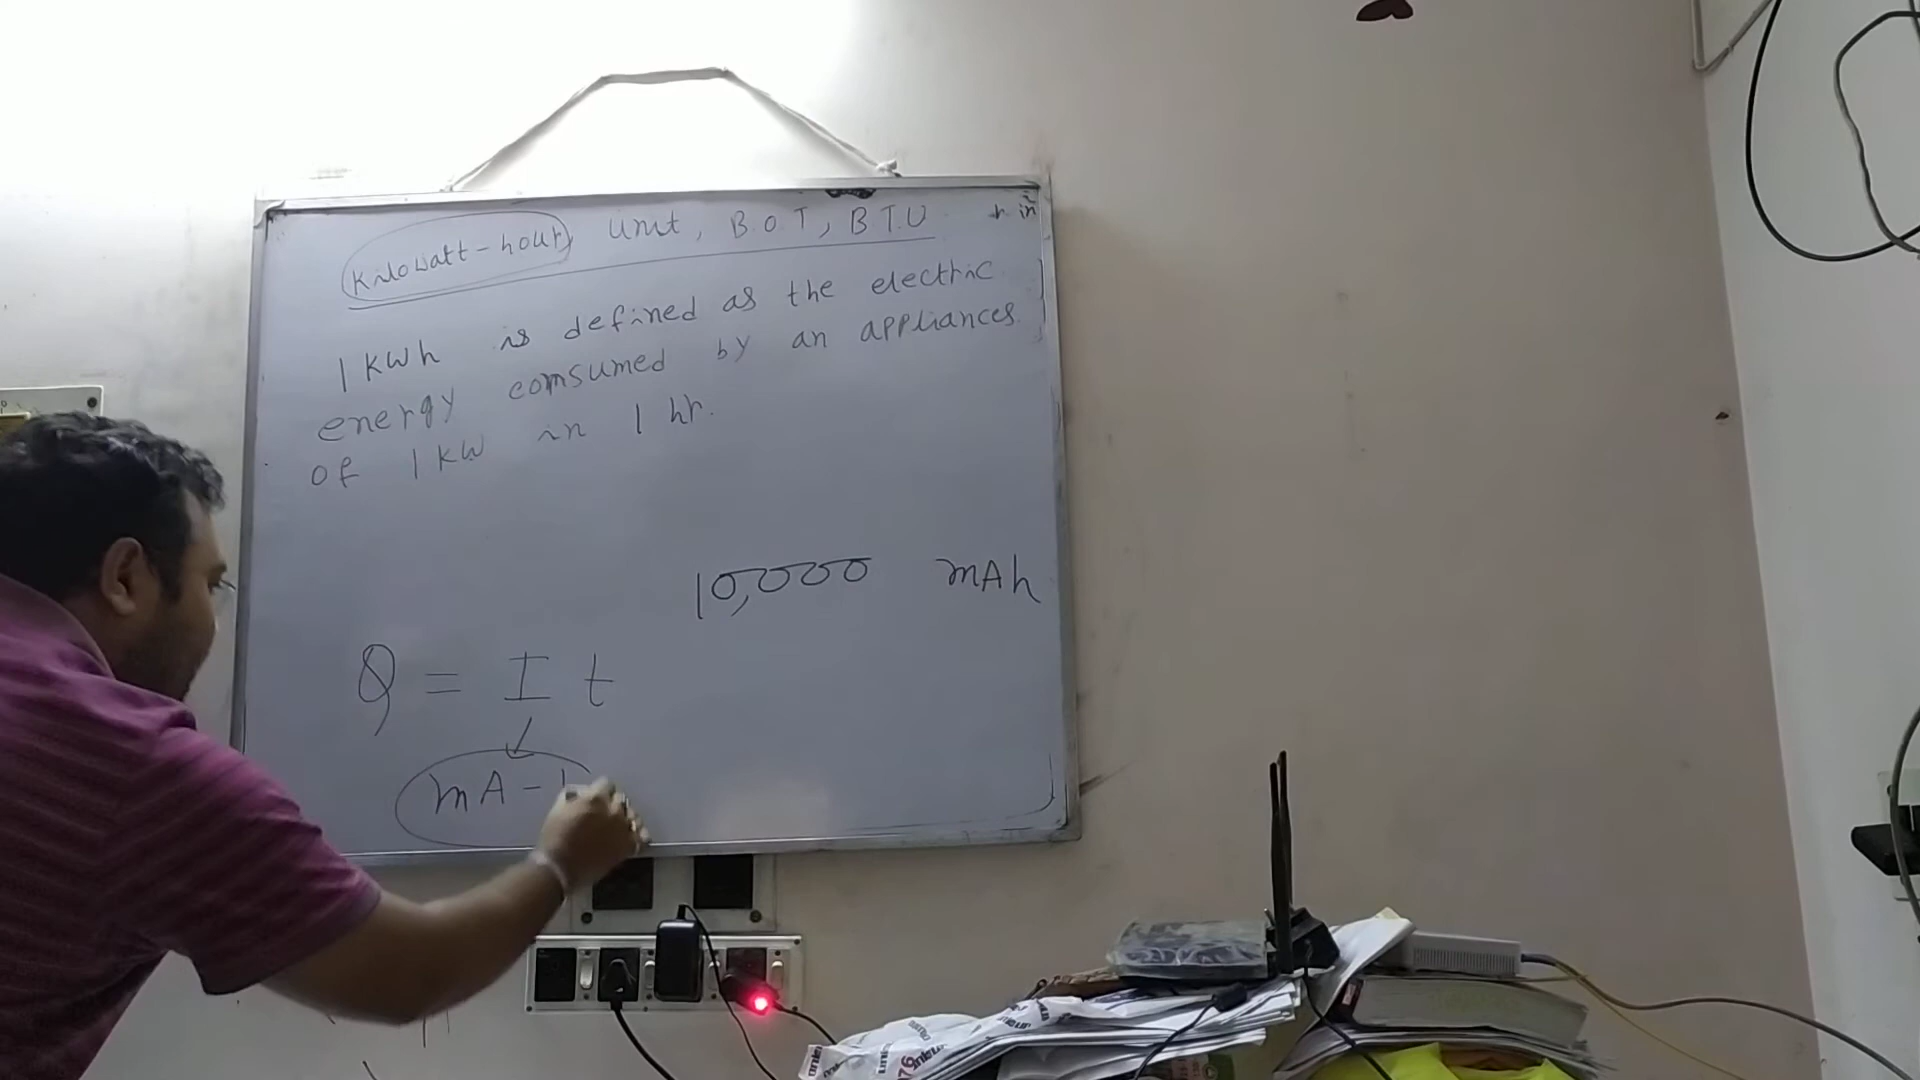 Kilowatt-hour, unit, B.O.T, B.T.U
1 kWh is defined as the electric
energy comsumed by an appliances
of 1 kW in 1 hr.
10,000 mAh
Q = I t
mA-h